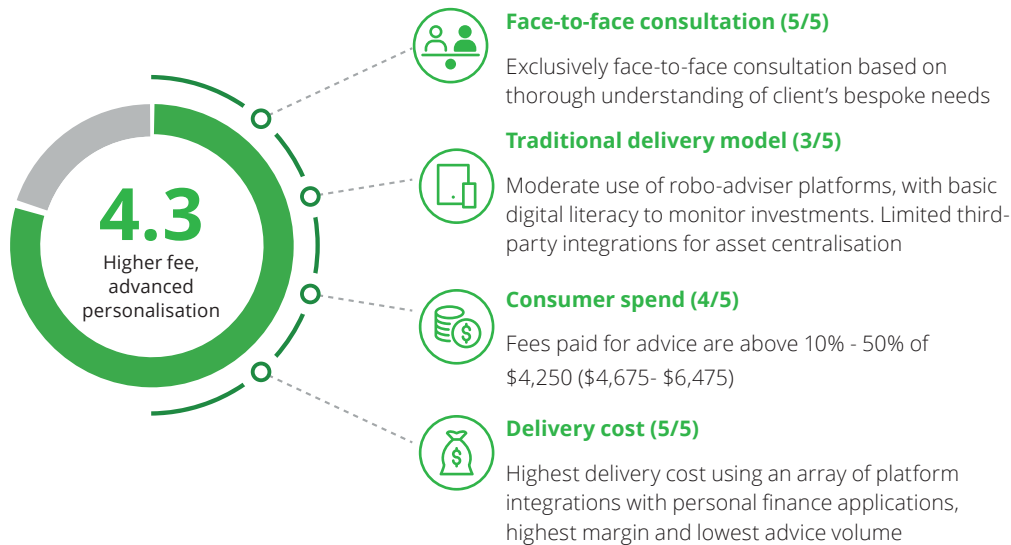 4.3
Higher fee,
advanced
personalisation
Face-to-face consultation (5/5)
Exclusively face-to-face consultation based on
thorough understanding of client’s bespoke needs
Traditional delivery model (3/5)
Moderate use of robo-adviser platforms, with basic
digital literacy to monitor investments. Limited third-
party integrations for asset centralisation
Consumer spend (4/5)
$
Fees paid for advice are above 10% - 50% of
$4,250 ($4,675- $6,475)
Delivery cost (5/5)
$
Highest delivery cost using an array of platform
integrations with personal finance applications,
highest margin and lowest advice volume